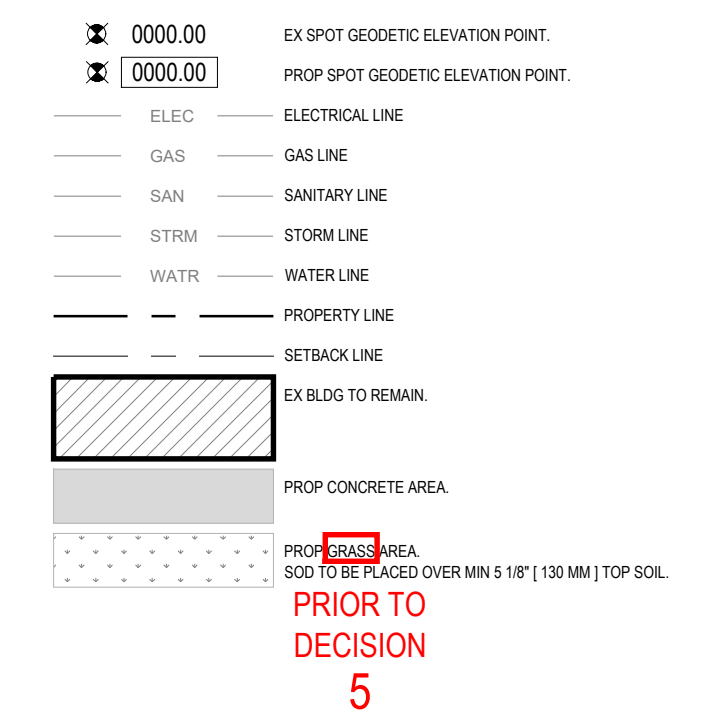 0000.00 EX SPOT GEODETIC ELEVATION POINT.
0000.00 PROP SPOT GEODETIC ELEVATION POINT.
ELEC ELECTRICAL LINE
GAS GAS LINE
SAN SANITARY LINE
STRM STORM LINE
WATR WATER LINE
PROPERTY LINE
SETBACK LINE
EX BLDG TO REMAIN.
PROP CONCRETE AREA.
PROP GRASS AREA.
SOD TO BE PLACED OVER MIN 5 1/8" [ 130 MM ] TOP SOIL.
PRIOR TO
DECISION
5